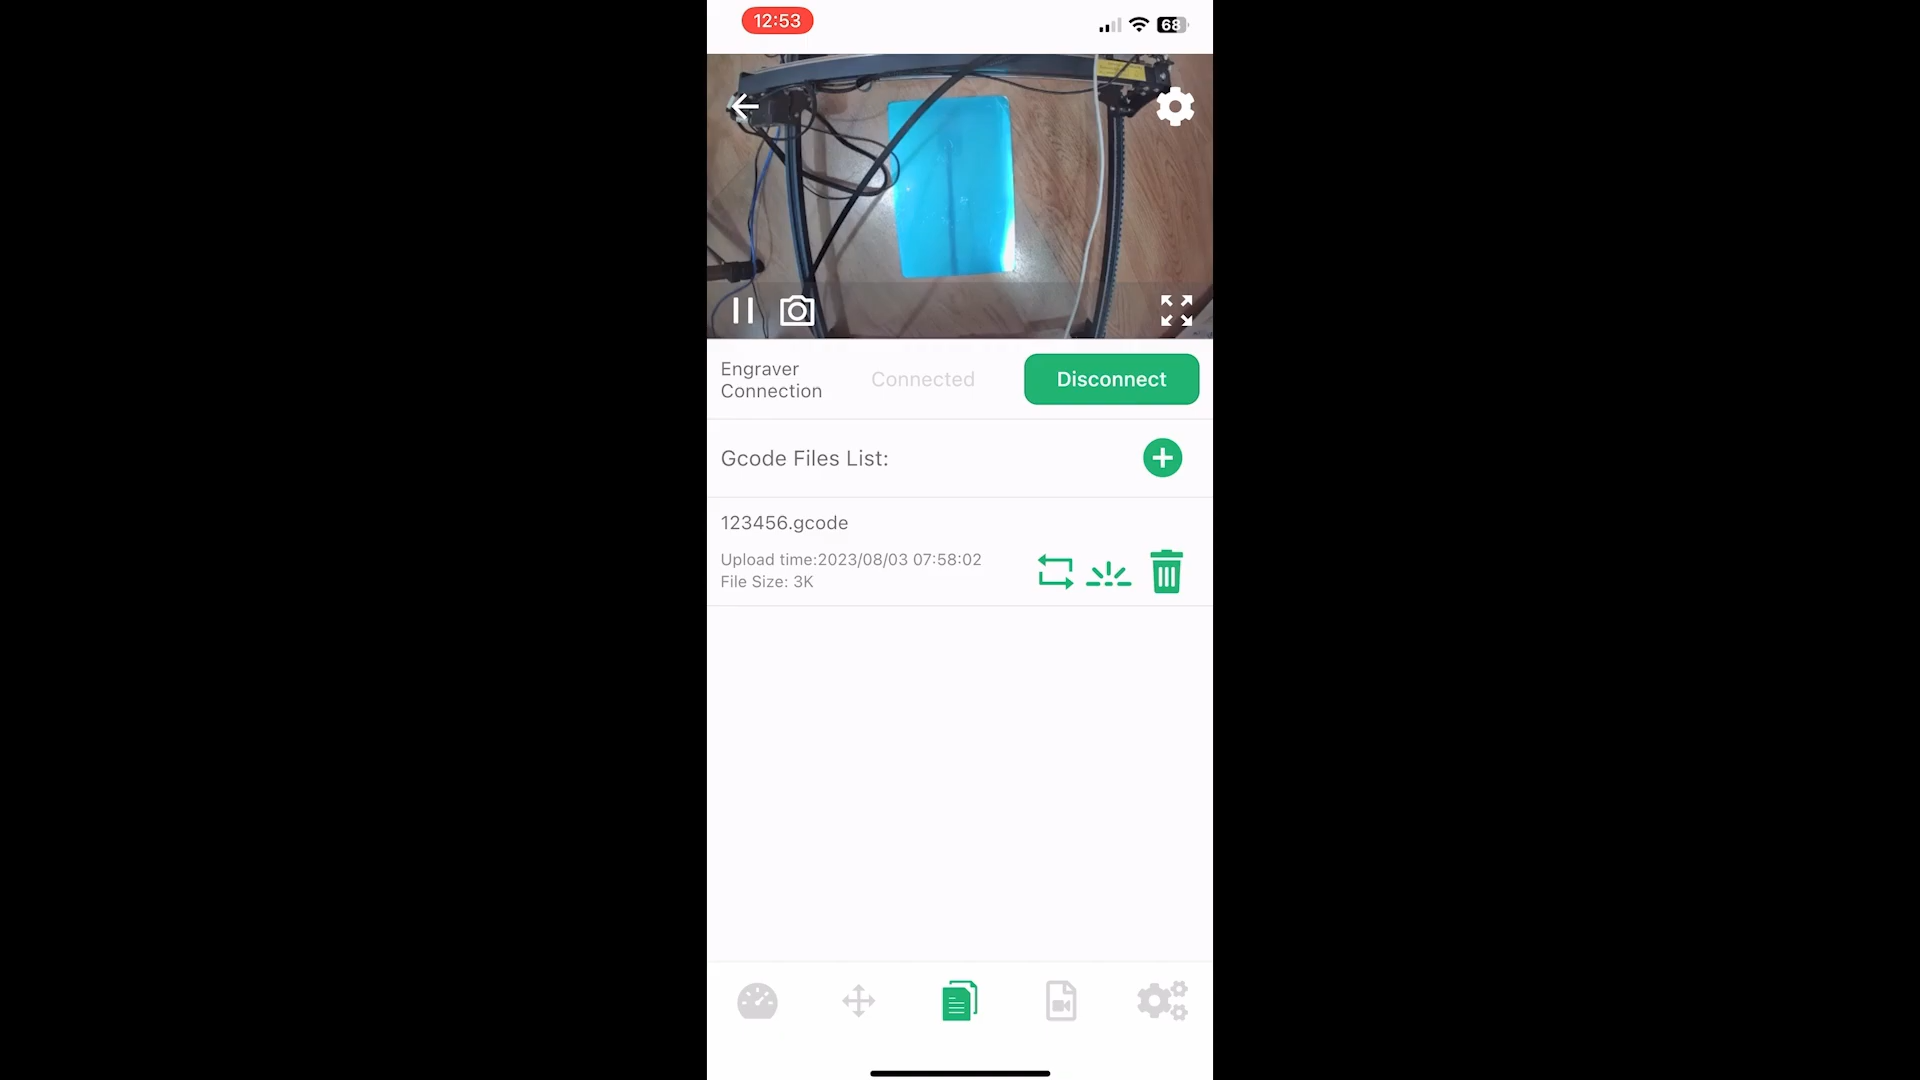 12:53
68
Engraver
Connection
Connected
Disconnect
Gcode Files List:
123456.gcode
Upload time:2023/08/03 07:58:02
File Size: 3K